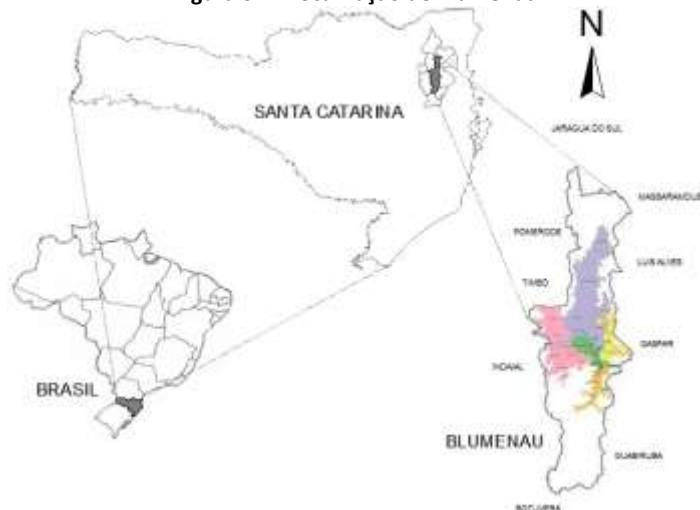 N
SANTA CATARINA
JARAGUA DO SUL
MASSARANDUBA
POMERODE
LUIS ALVES
TIMBO
GASPAR
INDAIAL
BRASIL
BLUMENAU
GUABIRUBA
BOTUVERA